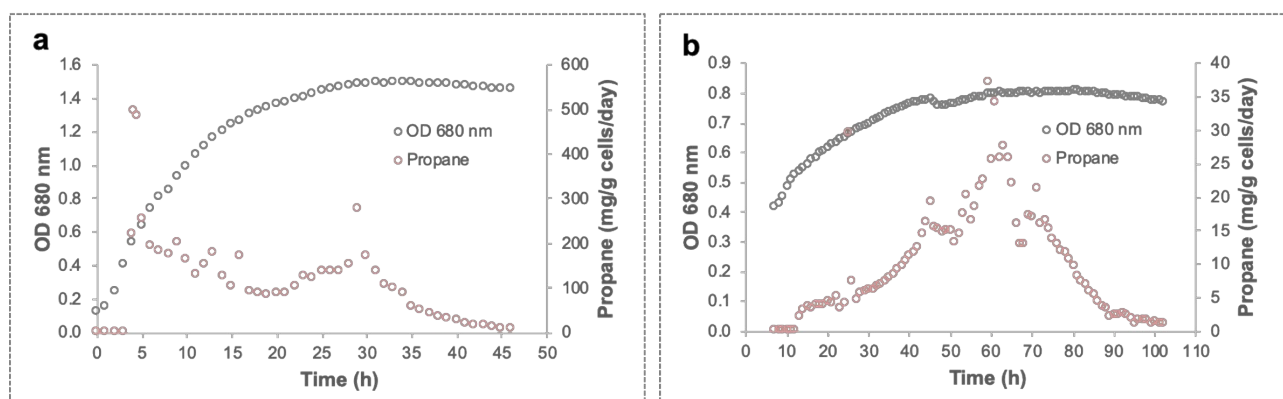 a
OD 680 nm
1.6
1.4
1.2
1.0
0.8
0.6
0.4
0.2
0.0
600
500
400
300
200
100
0
Propane (mg/g cells/day)
OD 680 nm
Propane
0 5 10 15 20 25 30 35 40 45 50
Time (h)
b
OD 680 nm
0.9
0.8
0.7
0.6
0.5
0.4
0.3
0.2
0.1
0.0
40
35
30
25
20
15
10
5
0
Propane (mg/g cells/day)
OD 680 nm
Propane
0 10 20 30 40 50 60 70 80 90 100 110
Time (h)